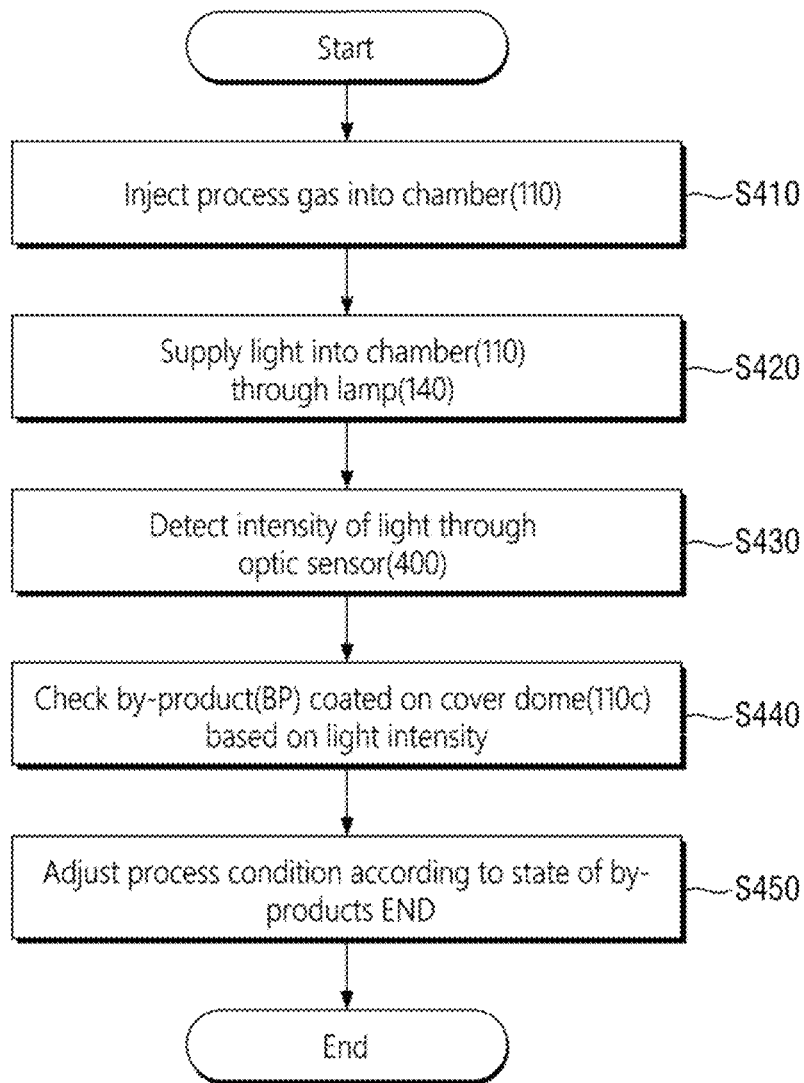 Start
Inject process gas into chamber(110)
S410
Supply light into chamber(110)
through lamp(140)
S420
Detect intensity of light through
optic sensor(400)
S430
Check by-product(BP) coated on cover dome(110c)
based on light intensity
S440
Adjust process condition according to state of by-
products END
S450
End